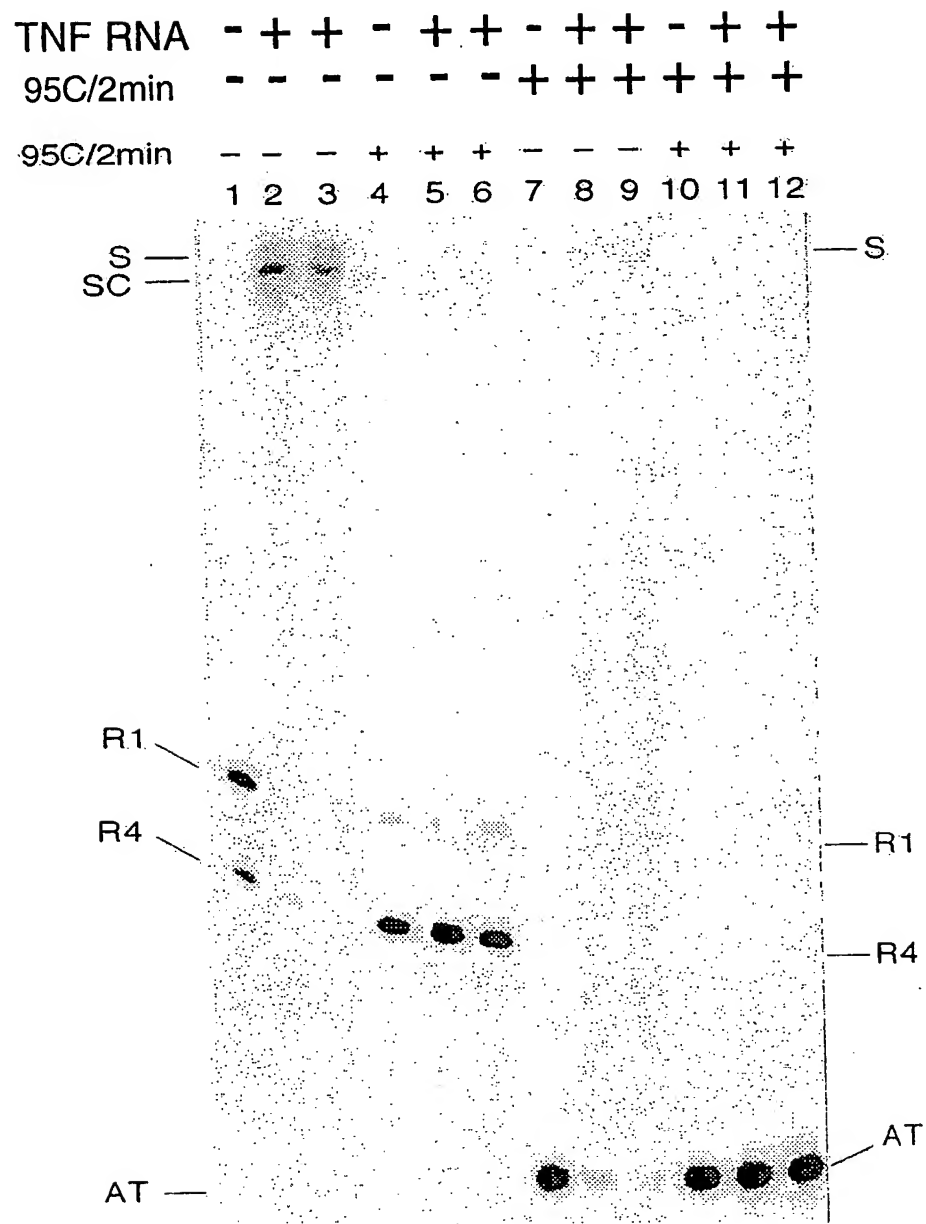 TNF RNA - + + - + + - + + - + +
95C/2min - - - - - - + + + + + +
95C/2min - - - + + + - - - + + +
1 2 3 4 5 6 7 8 9 10 11 12
S S
SC
R1
R4 R1
R4
AT
AT